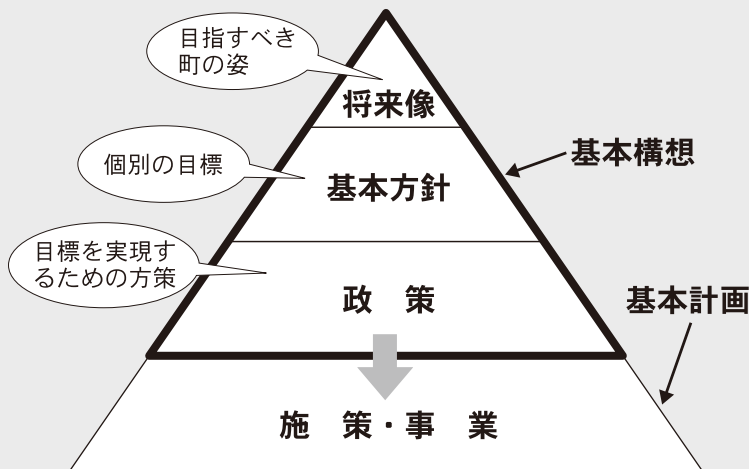 目指すべき
町の姿
将来像
基本構想
個別の目標
基本方針
目標を実現す
るための方策
政　策
基本計画
施　策・事　業